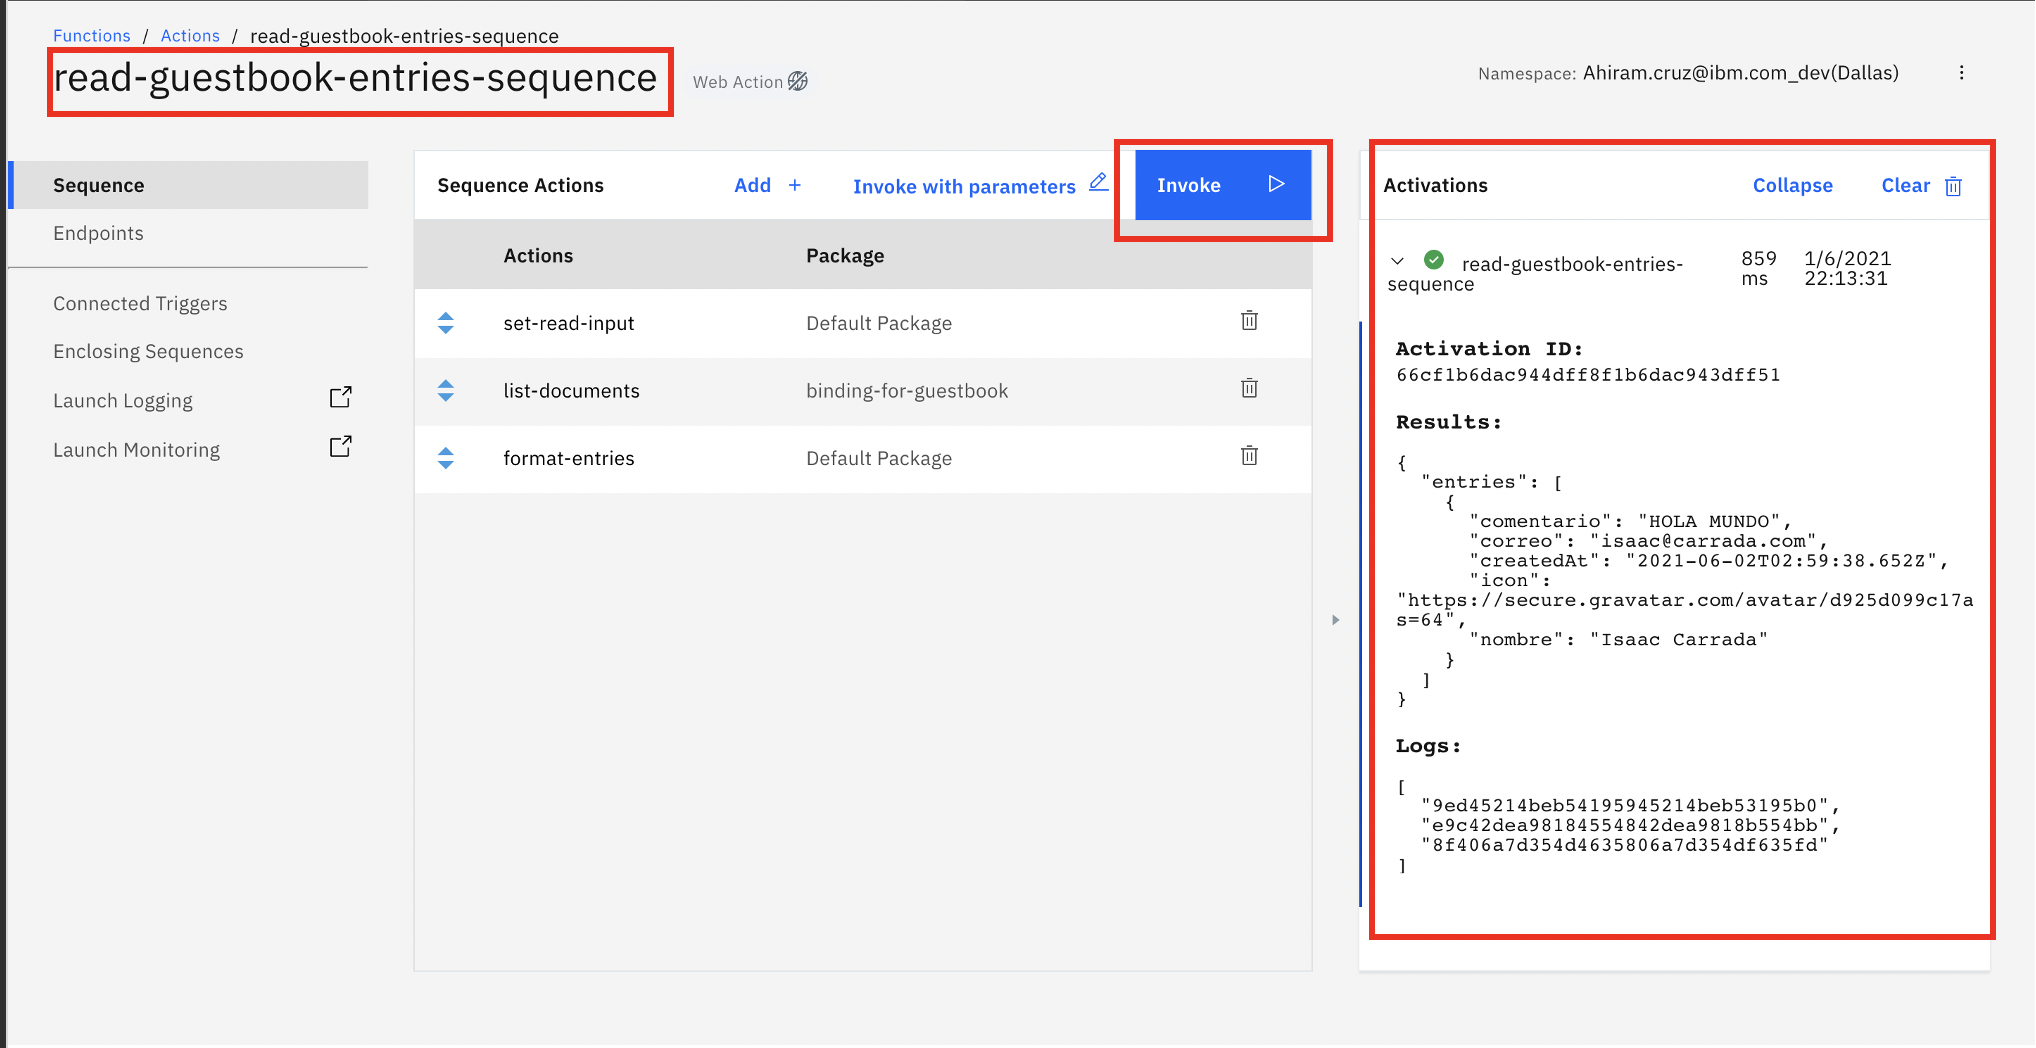 Functions / Actions / read-guestbook-entries-sequence
read-guestbook-entries-sequence
Web Action
Namespace: Ahiram.cruz@ibm.com_dev(Dallas)
Sequence
Endpoints
Connected Triggers
Enclosing Sequences
Launch Logging
Launch Monitoring
Sequence Actions
Add +
Invoke with parameters
Invoke
Actions Package
set-read-input Default Package
list-documents binding-for-guestbook
format-entries Default Package
Activations
Collapse
Clear
read-guestbook-entries-
sequence
859
ms
1/6/2021
22:13:31
Activation ID:
66cf1b6dac944dff8f1b6dac943dff51
Results:
{
"entries": [
{
"comentario": "HOLA MUNDO",
"correo": "isaac@carrada.com",
"createdAt": "2021-06-02T02:59:38.652Z",
"icon":
"https://secure.gravatar.com/avatar/d925d099c17a
s=64",
"nombre": "Isaac Carrada"
}
]
}
Logs:
[
"9ed45214beb54195945214beb53195b0",
"e9c42dea98184554842dea9818b554bb",
"8f406a7d354d4635806a7d354df635fd"
]